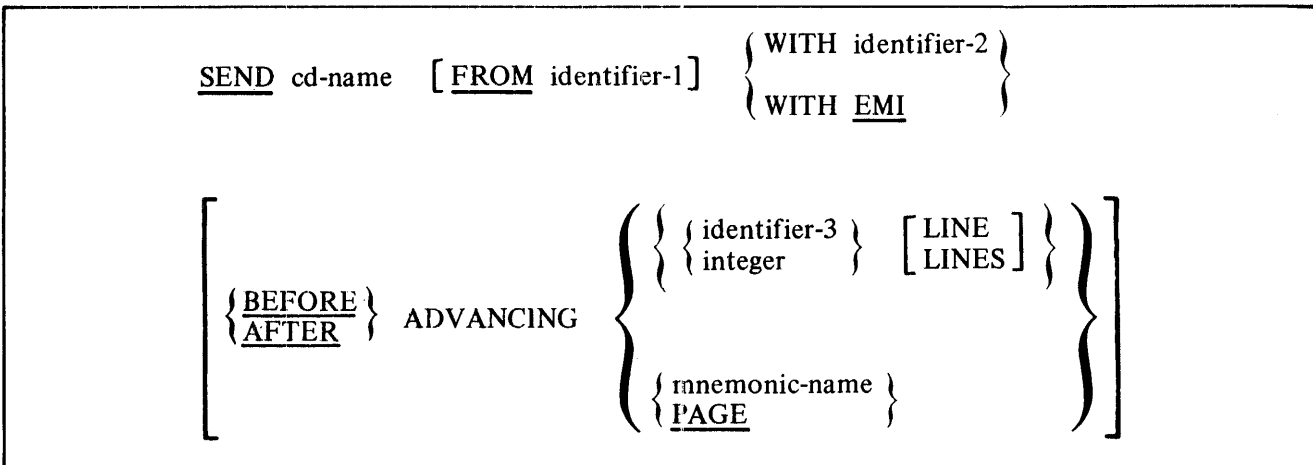 WITH identifier-2
SEND cd-name [ FROM identifier-1 ]
WITH EMI
identifier-3 [ LINE
integer LINES ]
BEFORE
AFTER
ADVANCING
mnemonic-name
PAGE